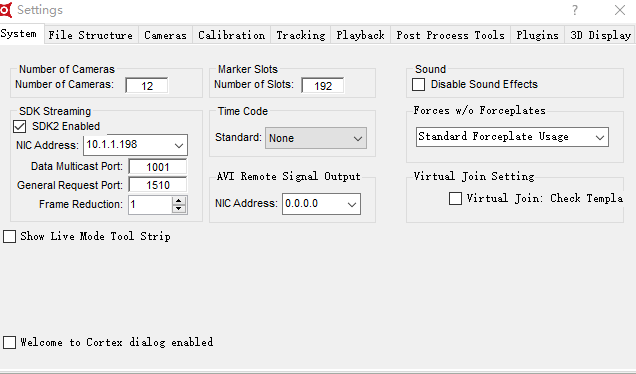 Settings
System File Structure Cameras Calibration Tracking Playback Post Process Tools Plugins 3D Display
Number of Cameras
Number of Cameras: 12
Marker Slots
Number of Slots: 192
Sound
Disable Sound Effects
SDK Streaming
SDK2 Enabled
NIC Address: 10.1.1.198
Data Multicast Port: 1001
General Request Port: 1510
Frame Reduction: 1
Time Code
Standard: None
Forces w/o Forceplates
Standard Forceplate Usage
AVI Remote Signal Output
NIC Address: 0.0.0.0
Virtual Join Setting
Virtual Join: Check Templa
Show Live Mode Tool Strip
Welcome to Cortex dialog enabled